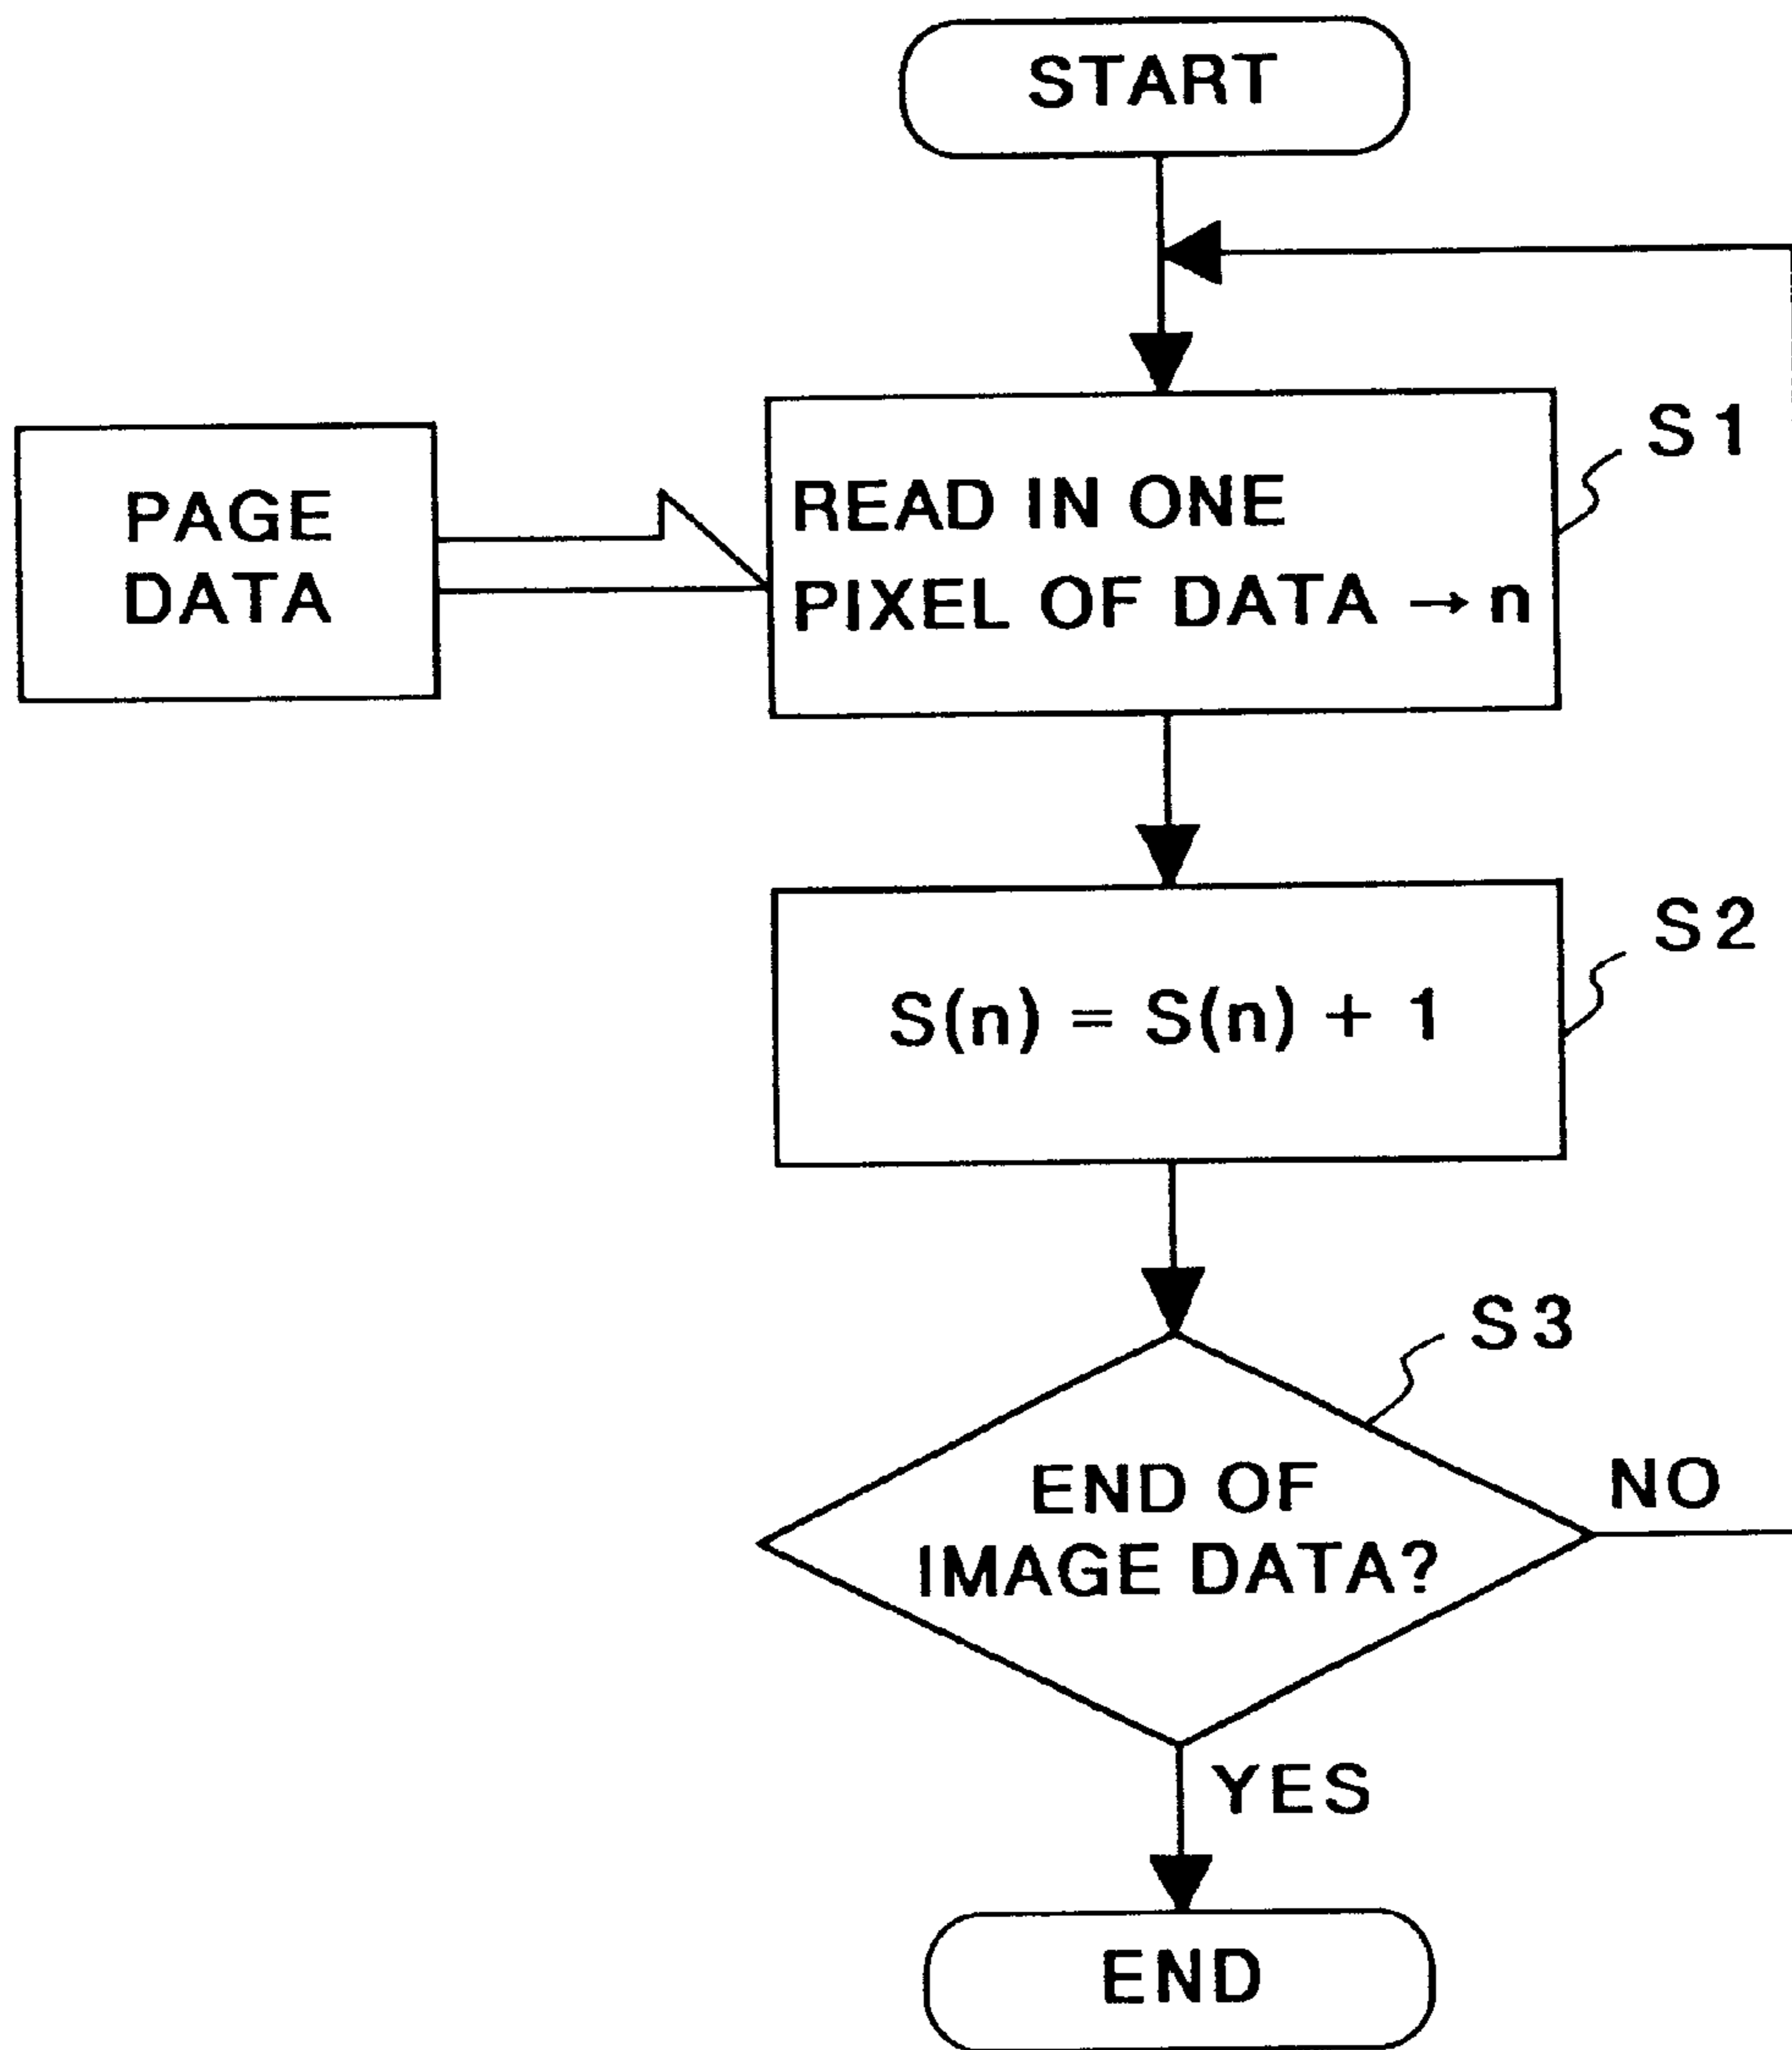 START
S1
PAGE
DATA
READ IN ONE
PIXEL OF DATA → n
S2
S(n) = S(n) + 1
S3
END OF
IMAGE DATA?
NO
YES
END